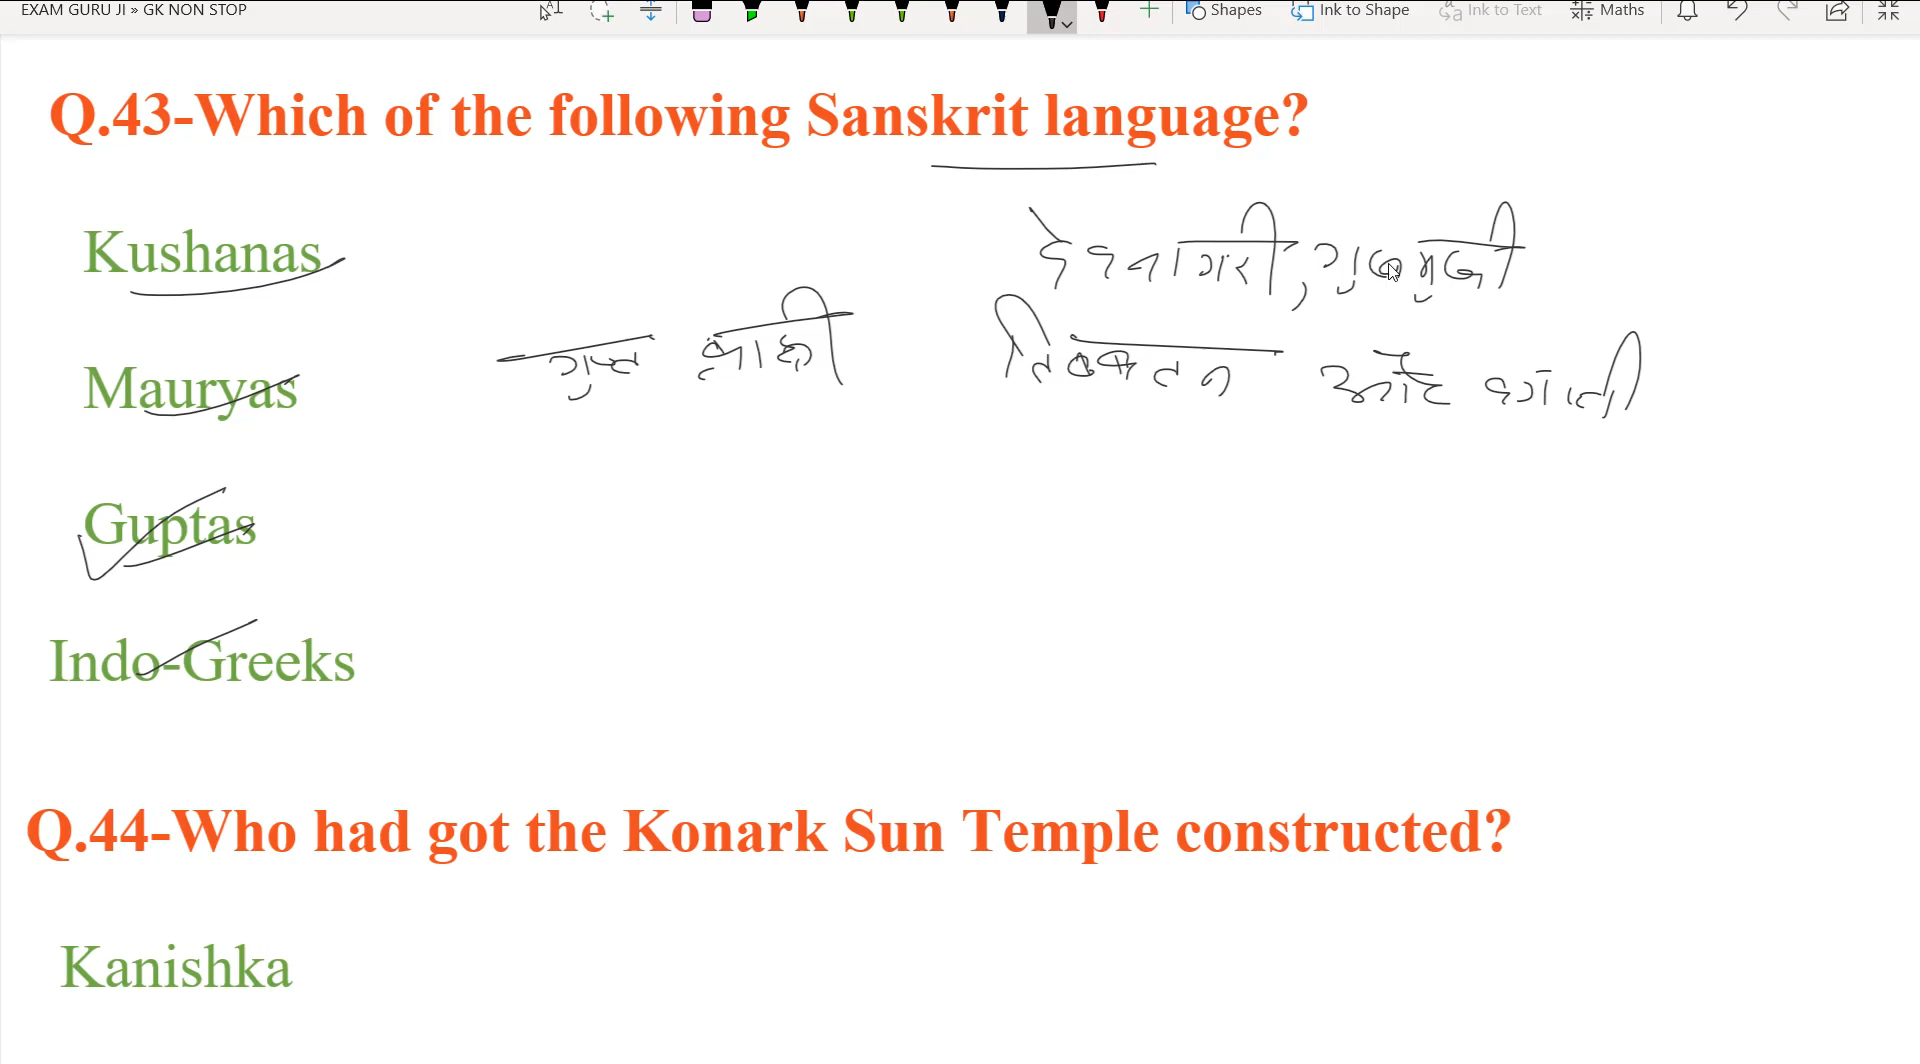 EXAM GURU JI » GK NON STOP
Shapes Ink to Shape Ink to Text Maths
Q.43-Which of the following Sanskrit language?
Kushanas
देवनागरी, गुरुमुखी
गुप्त ब्राह्मी तिब्बतन और बंगाली
Mauryas
Guptas
Indo-Greeks
Q.44-Who had got the Konark Sun Temple constructed?
Kanishka